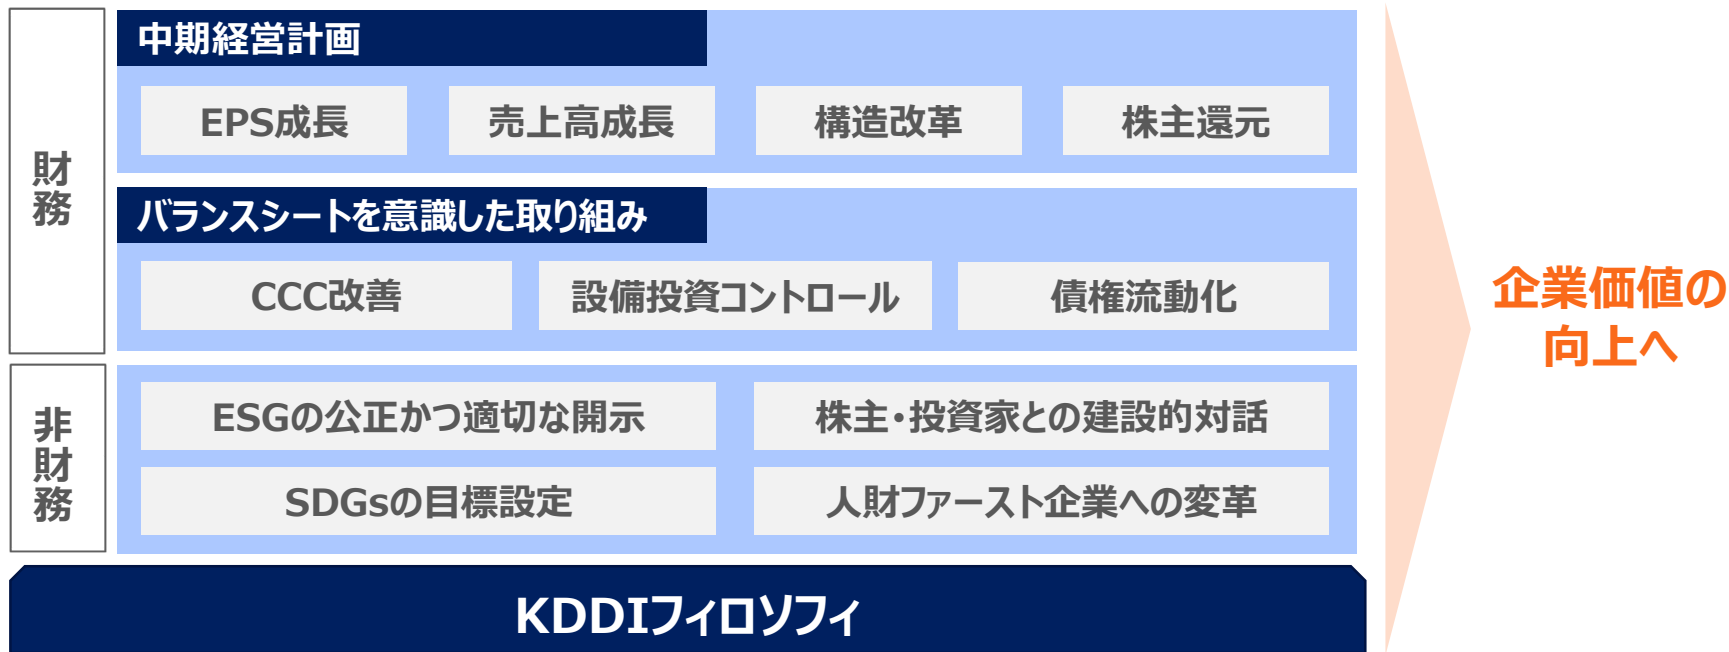 財務
中期経営計画
EPS成長
売上高成長
構造改革
株主還元
バランスシートを意識した取り組み
CCC改善
設備投資コントロール
債権流動化
非財務
ESGの公正かつ適切な開示
株主・投資家との建設的対話
SDGsの目標設定
人財ファースト企業への変革
KDDIフィロソフィ
企業価値の
向上へ